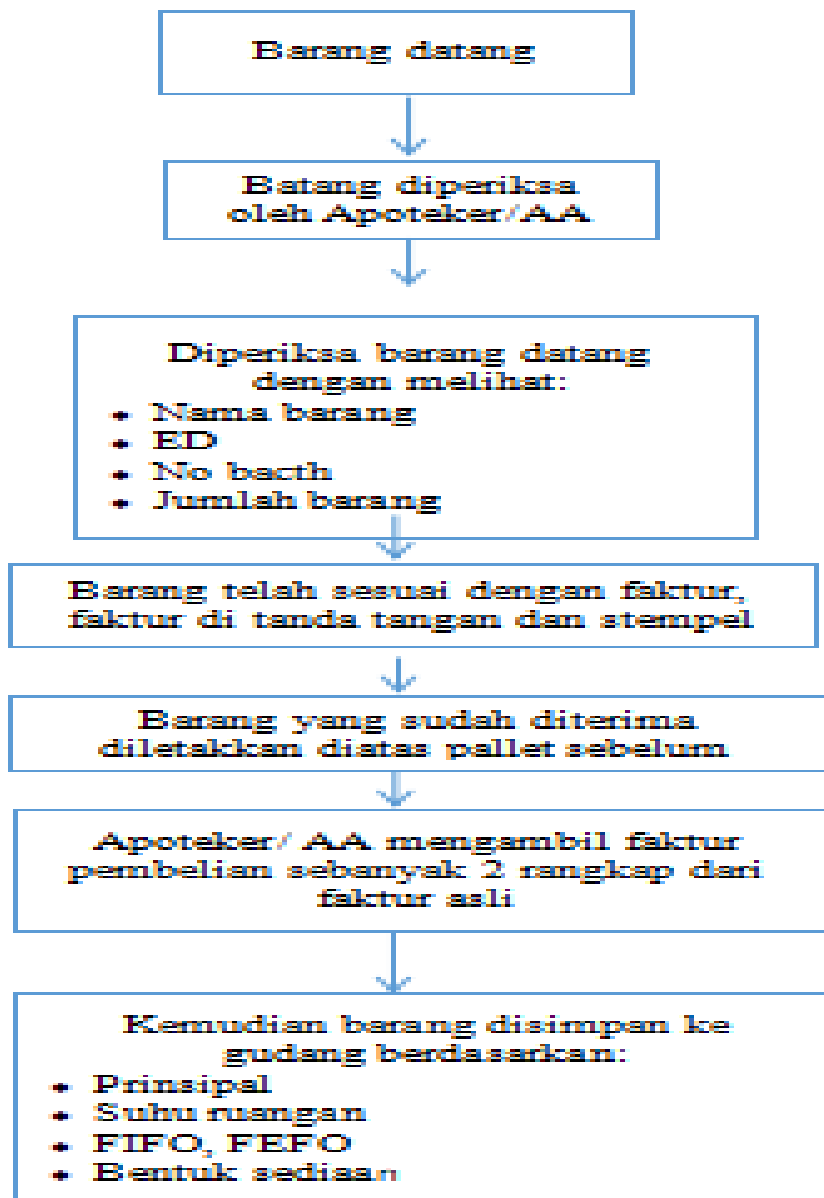 Barang datang
Batang diperiksa
oleh Apoteker/AA
Diperiksa barang datang
dengan melihat:
Nama barang
ED
No bacth
Jumlah barang
Barang telah sesuai dengan faktur,
faktur di tanda tangan dan stempel
Barang yang sudah diterima
diletakkan diatas pallet sebelum
Apoteker/ AA mengambil faktur
pembelian sebanyak 2 rangkap dari
faktur asli
Kemudian barang disimpan ke
gudang berdasarkan:
Prinsipal
Suhu ruangan
FIFO, FEFO
Bentuk sediaan